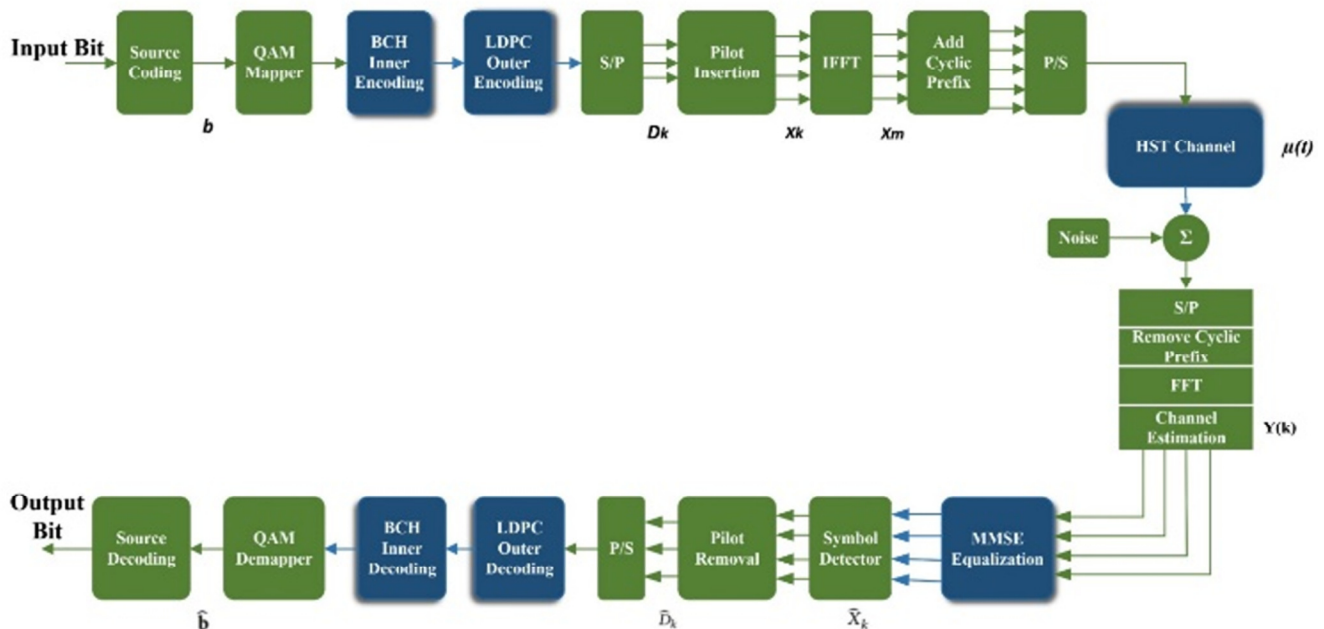 Input Bit
Source
Coding
QAM
Mapper
BCH
Inner
Encoding
LDPC
Outer
Encoding
S/P
Pilot
Insertion
IFFT
Add
Cyclic
Prefix
P/S
b
Dk
Xk
Xm
HST Channel
μ(t)
Noise
Σ
S/P
Remove Cyclic
Prefix
FFT
Channel
Estimation
Y(k)
Output
Bit
Source
Decoding
QAM
Demapper
BCH
Inner
Decoding
LDPC
Outer
Decoding
P/S
Pilot
Removal
Symbol
Detector
MMSE
Equalization
b̂
D̂k
X̂k